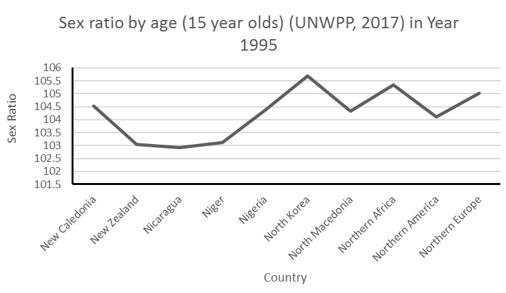 Sex ratio by age (15 year olds) (UNWPP, 2017) in Year
1995
106
105.5
105
104.5
104
103.5
103
102.5
102
101.5
Sex Ratio
New Caledonia
New Zealand
Nicaragua
Niger
Nigeria
North Korea
North Macedonia
Northern Africa
Northern America
Northern Europe
Country